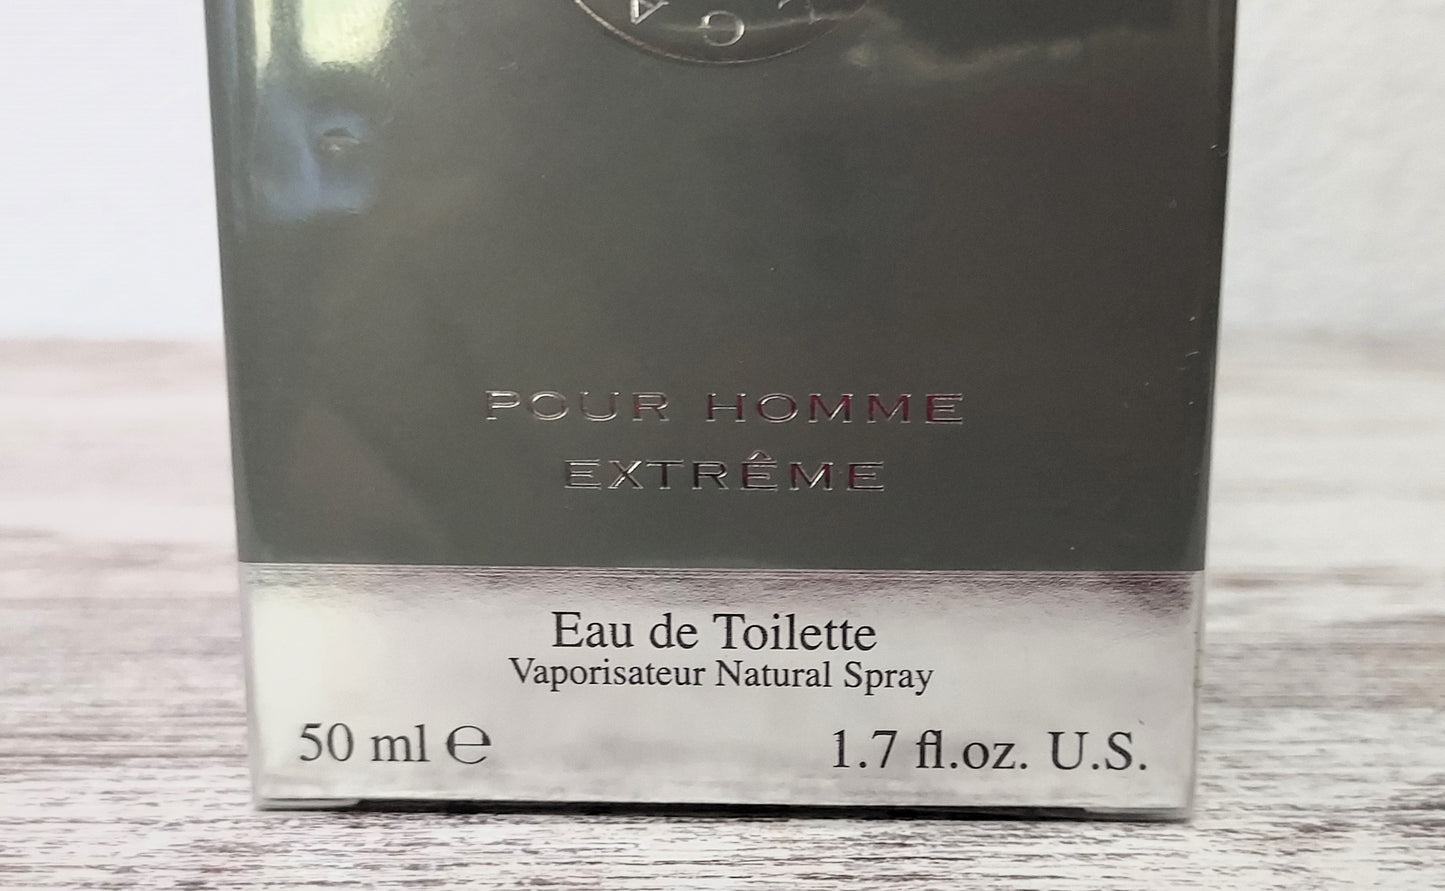 POUR HOMME
EXTRÊME
Eau de Toilette
Vaporisateur Natural Spray
50 ml ℮
1.7 fl.oz. U.S.